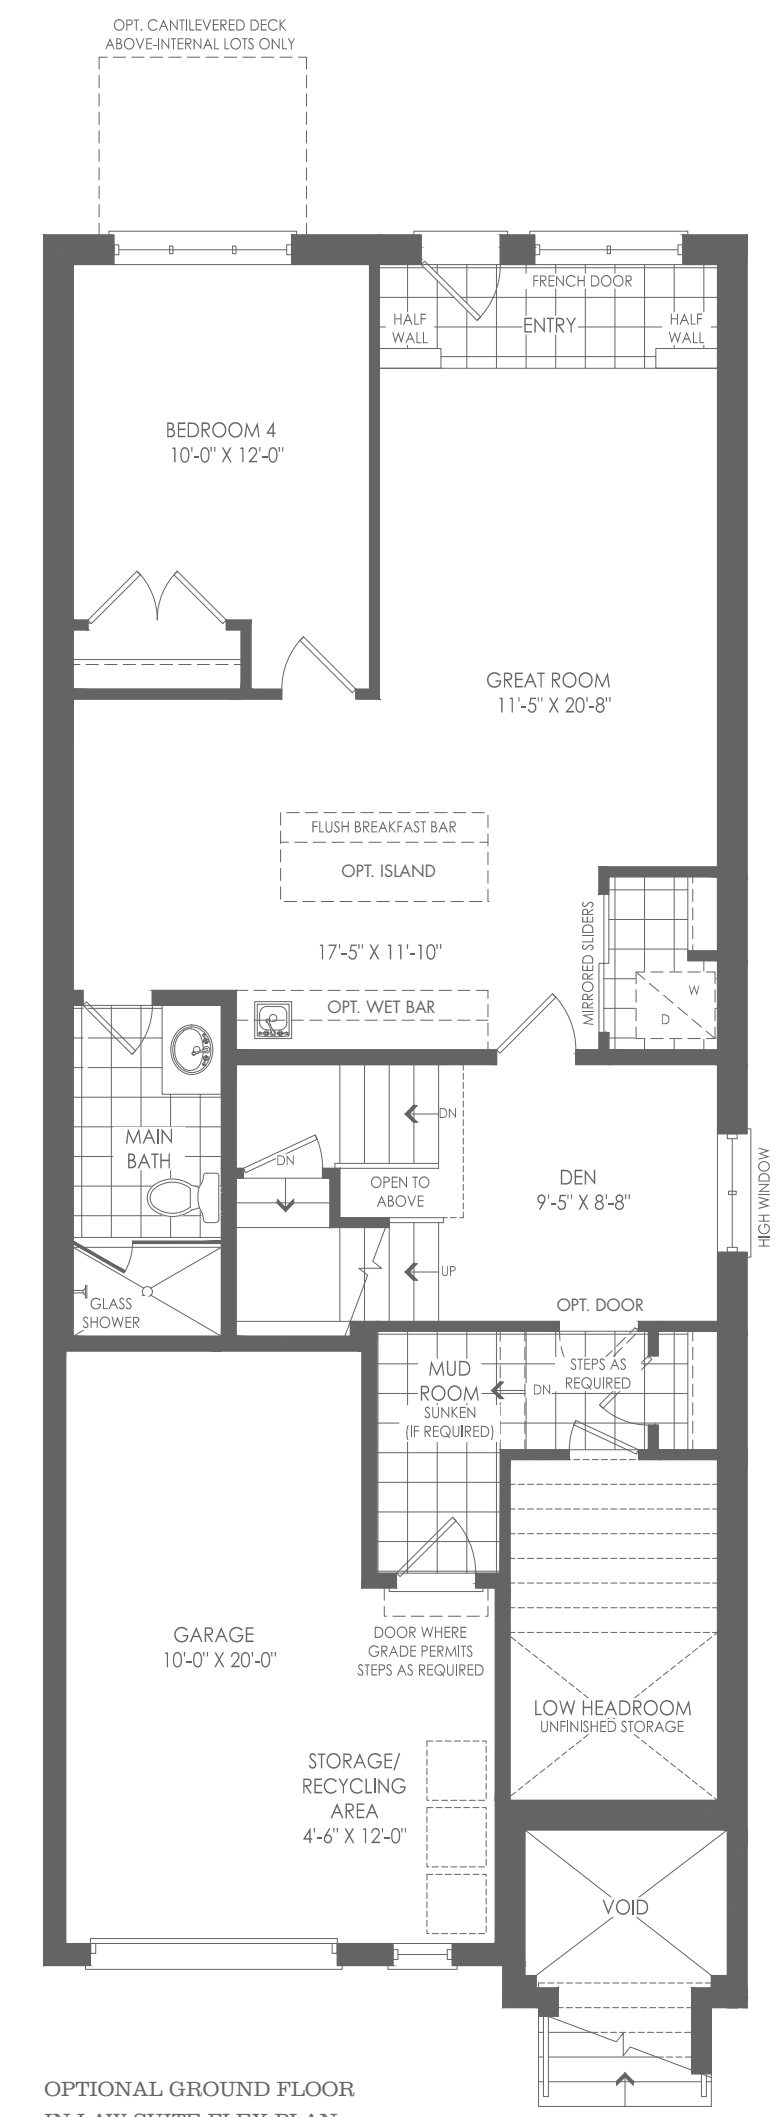 OPT. CANTILEVERED DECK
ABOVE-INTERNAL LOTS ONLY
FRENCH DOOR
HALF
WALL
ENTRY
HALF
WALL
BEDROOM 4
10'-0" X 12'-0"
GREAT ROOM
11'-5" X 20'-8"
FLUSH BREAKFAST BAR
OPT. ISLAND
17'-5" X 11'-10"
MIRRORED SLIDERS
OPT. WET BAR
W
D
MAIN
BATH
DN
DN
OPEN TO
ABOVE
DEN
9'-5" X 8'-8"
HIGH WINDOW
UP
GLASS
SHOWER
OPT. DOOR
MUD
ROOM
SUNKEN
(IF REQUIRED)
DN
STEPS AS
REQUIRED
GARAGE
10'-0" X 20'-0"
DOOR WHERE
GRADE PERMITS
STEPS AS REQUIRED
LOW HEADROOM
UNFINISHED STORAGE
STORAGE/
RECYCLING
AREA
4'-6" X 12'-0"
VOID
OPTIONAL GROUND FLOOR
IN-LAW SUITE FLEX PLAN